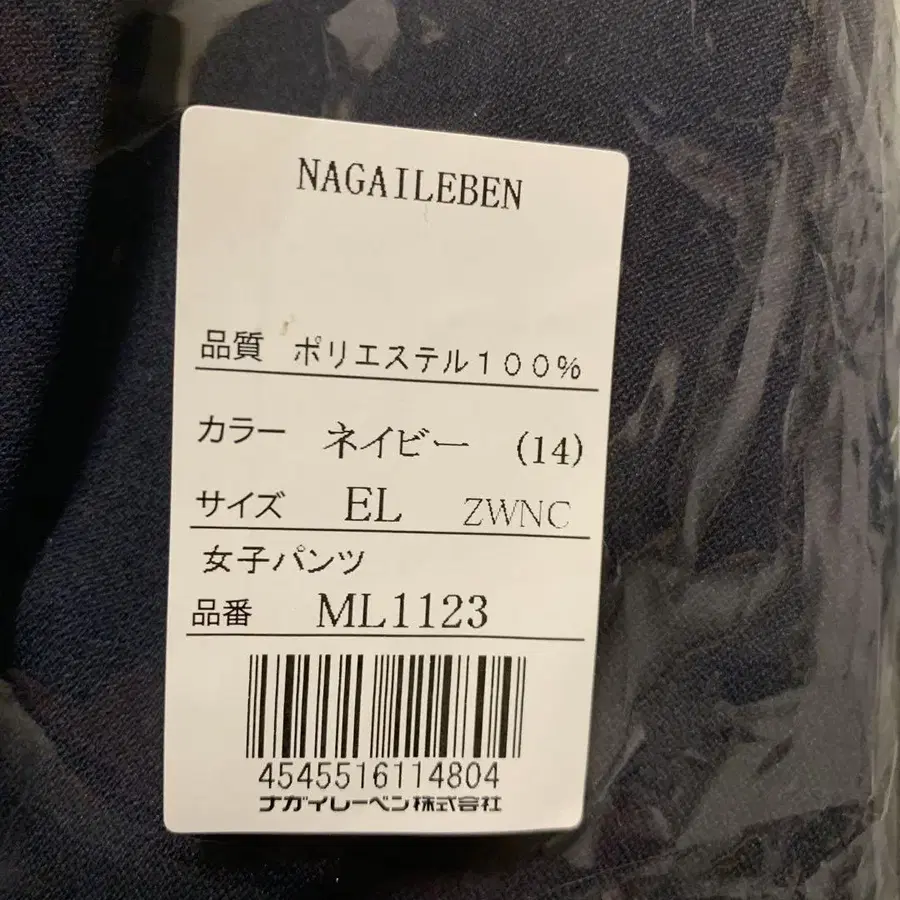 NAGAILEBEN
品質 ポリエステル１００％
カラー ネイビー (14)
サイズ EL ZWNC
女子パンツ
品番 ML1123
4545516114804
ナガイレーベン株式会社